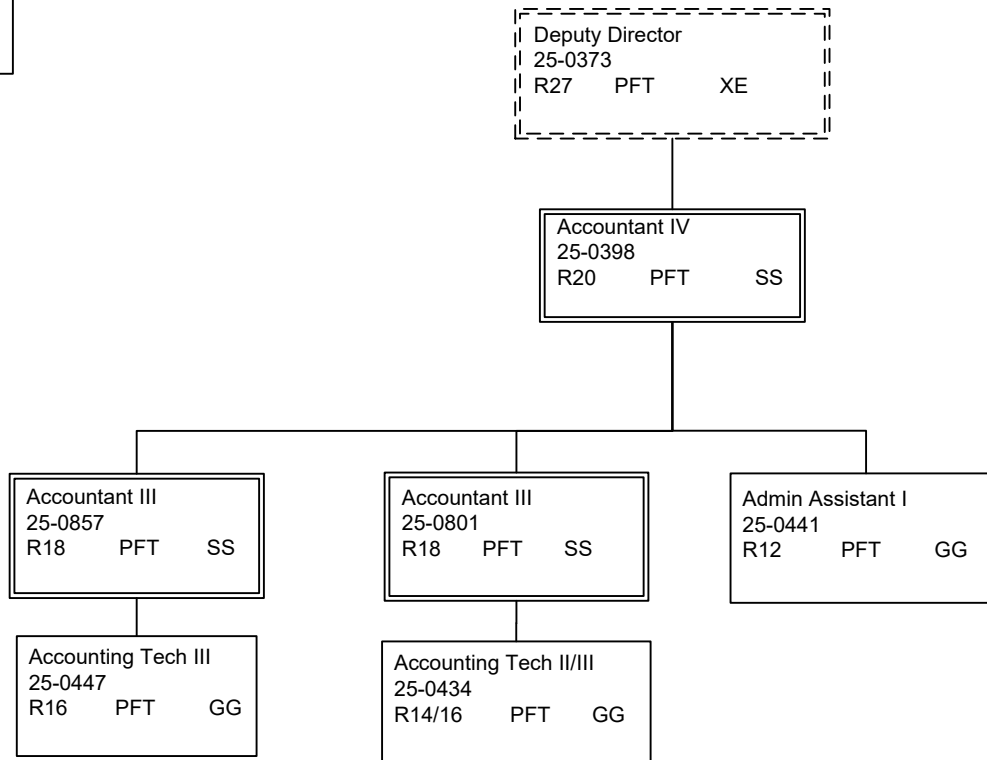 Deputy Director
25-0373
R27 PFT XE
Accountant IV
25-0398
R20 PFT SS
Accountant III
25-0857
R18 PFT SS
Accountant III
25-0801
R18 PFT SS
Admin Assistant I
25-0441
R12 PFT GG
Accounting Tech III
25-0447
R16 PFT GG
Accounting Tech II/III
25-0434
R14/16 PFT GG